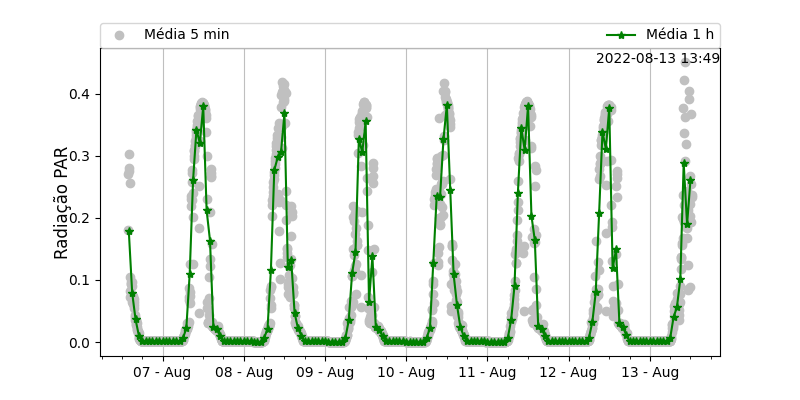 Média 5 min
Média 1 h
2022-08-13 13:49
Radiação PAR
0.4
0.3
0.2
0.1
0.0
07 - Aug
08 - Aug
09 - Aug
10 - Aug
11 - Aug
12 - Aug
13 - Aug